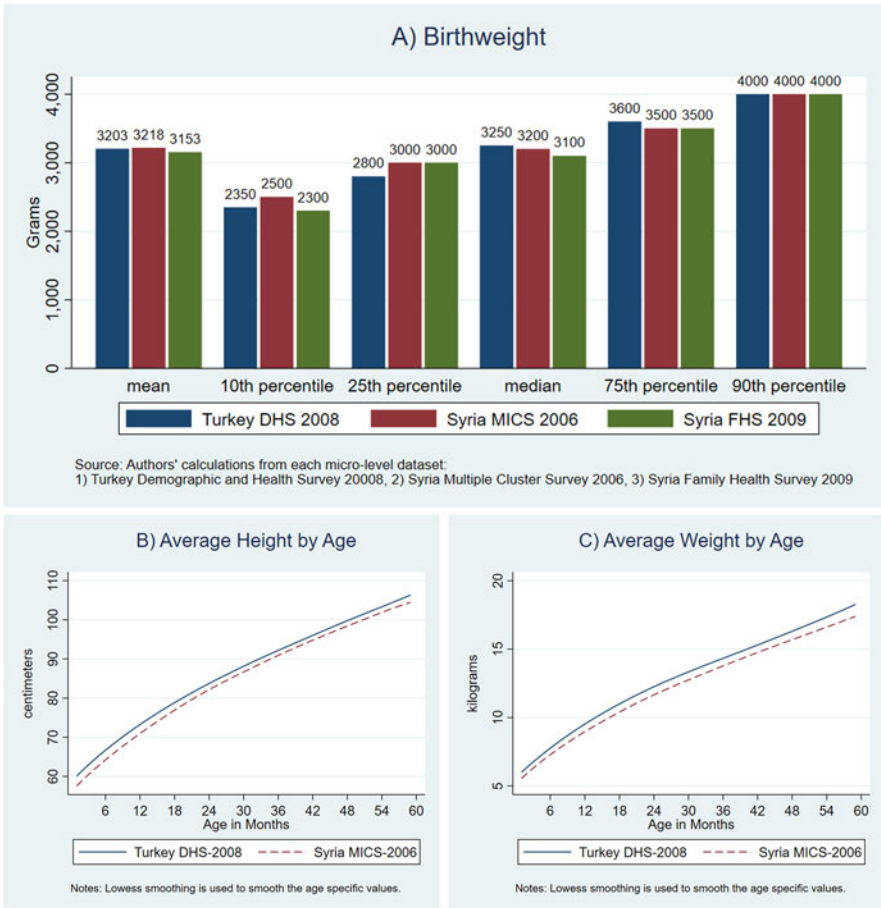 A) Birthweight
Grams
4,000
3,000
2,000
1,000
0
3203 3218 3153
2350 2500 2300
2800 3000 3000
3250 3200 3100
3600 3500 3500
4000 4000 4000
mean 10th percentile 25th percentile median 75th percentile 90th percentile
Turkey DHS 2008 Syria MICS 2006 Syria FHS 2009
Source: Authors' calculations from each micro-level dataset:
1) Turkey Demographic and Health Survey 20008, 2) Syria Multiple Cluster Survey 2006, 3) Syria Family Health Survey 2009
B) Average Height by Age
centimeters
110
100
90
80
70
60
6 12 18 24 30 36 42 48 54 60
Age in Months
Turkey DHS-2008 Syria MICS-2006
Notes: Lowess smoothing is used to smooth the age specific values.
C) Average Weight by Age
kilograms
20
15
10
5
6 12 18 24 30 36 42 48 54 60
Age in Months
Turkey DHS-2008 Syria MICS-2006
Notes: Lowess smoothing is used to smooth the age specific values.